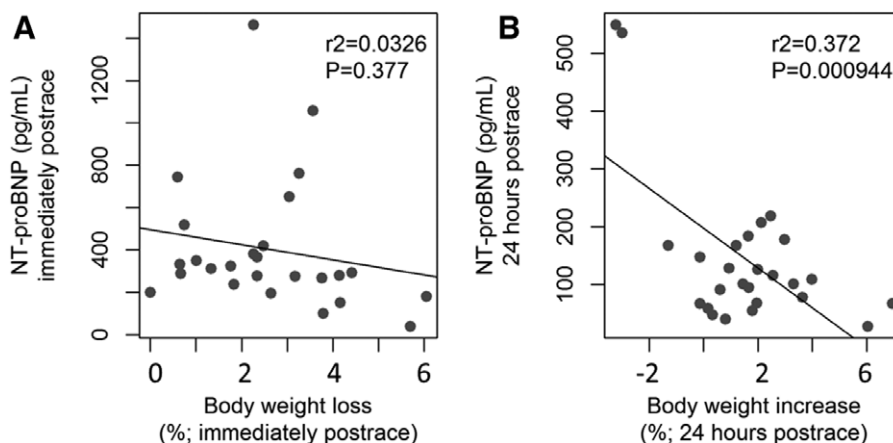 A
NT-proBNP (pg/mL)
immediately postrace
1200
800
400
0
r2=0.0326
P=0.377
0 2 4 6
Body weight loss
(%; immediately postrace)
B
NT-proBNP (pg/mL)
24 hours postrace
500
400
300
200
100
r2=0.372
P=0.000944
-2 2 6
Body weight increase
(%; 24 hours postrace)